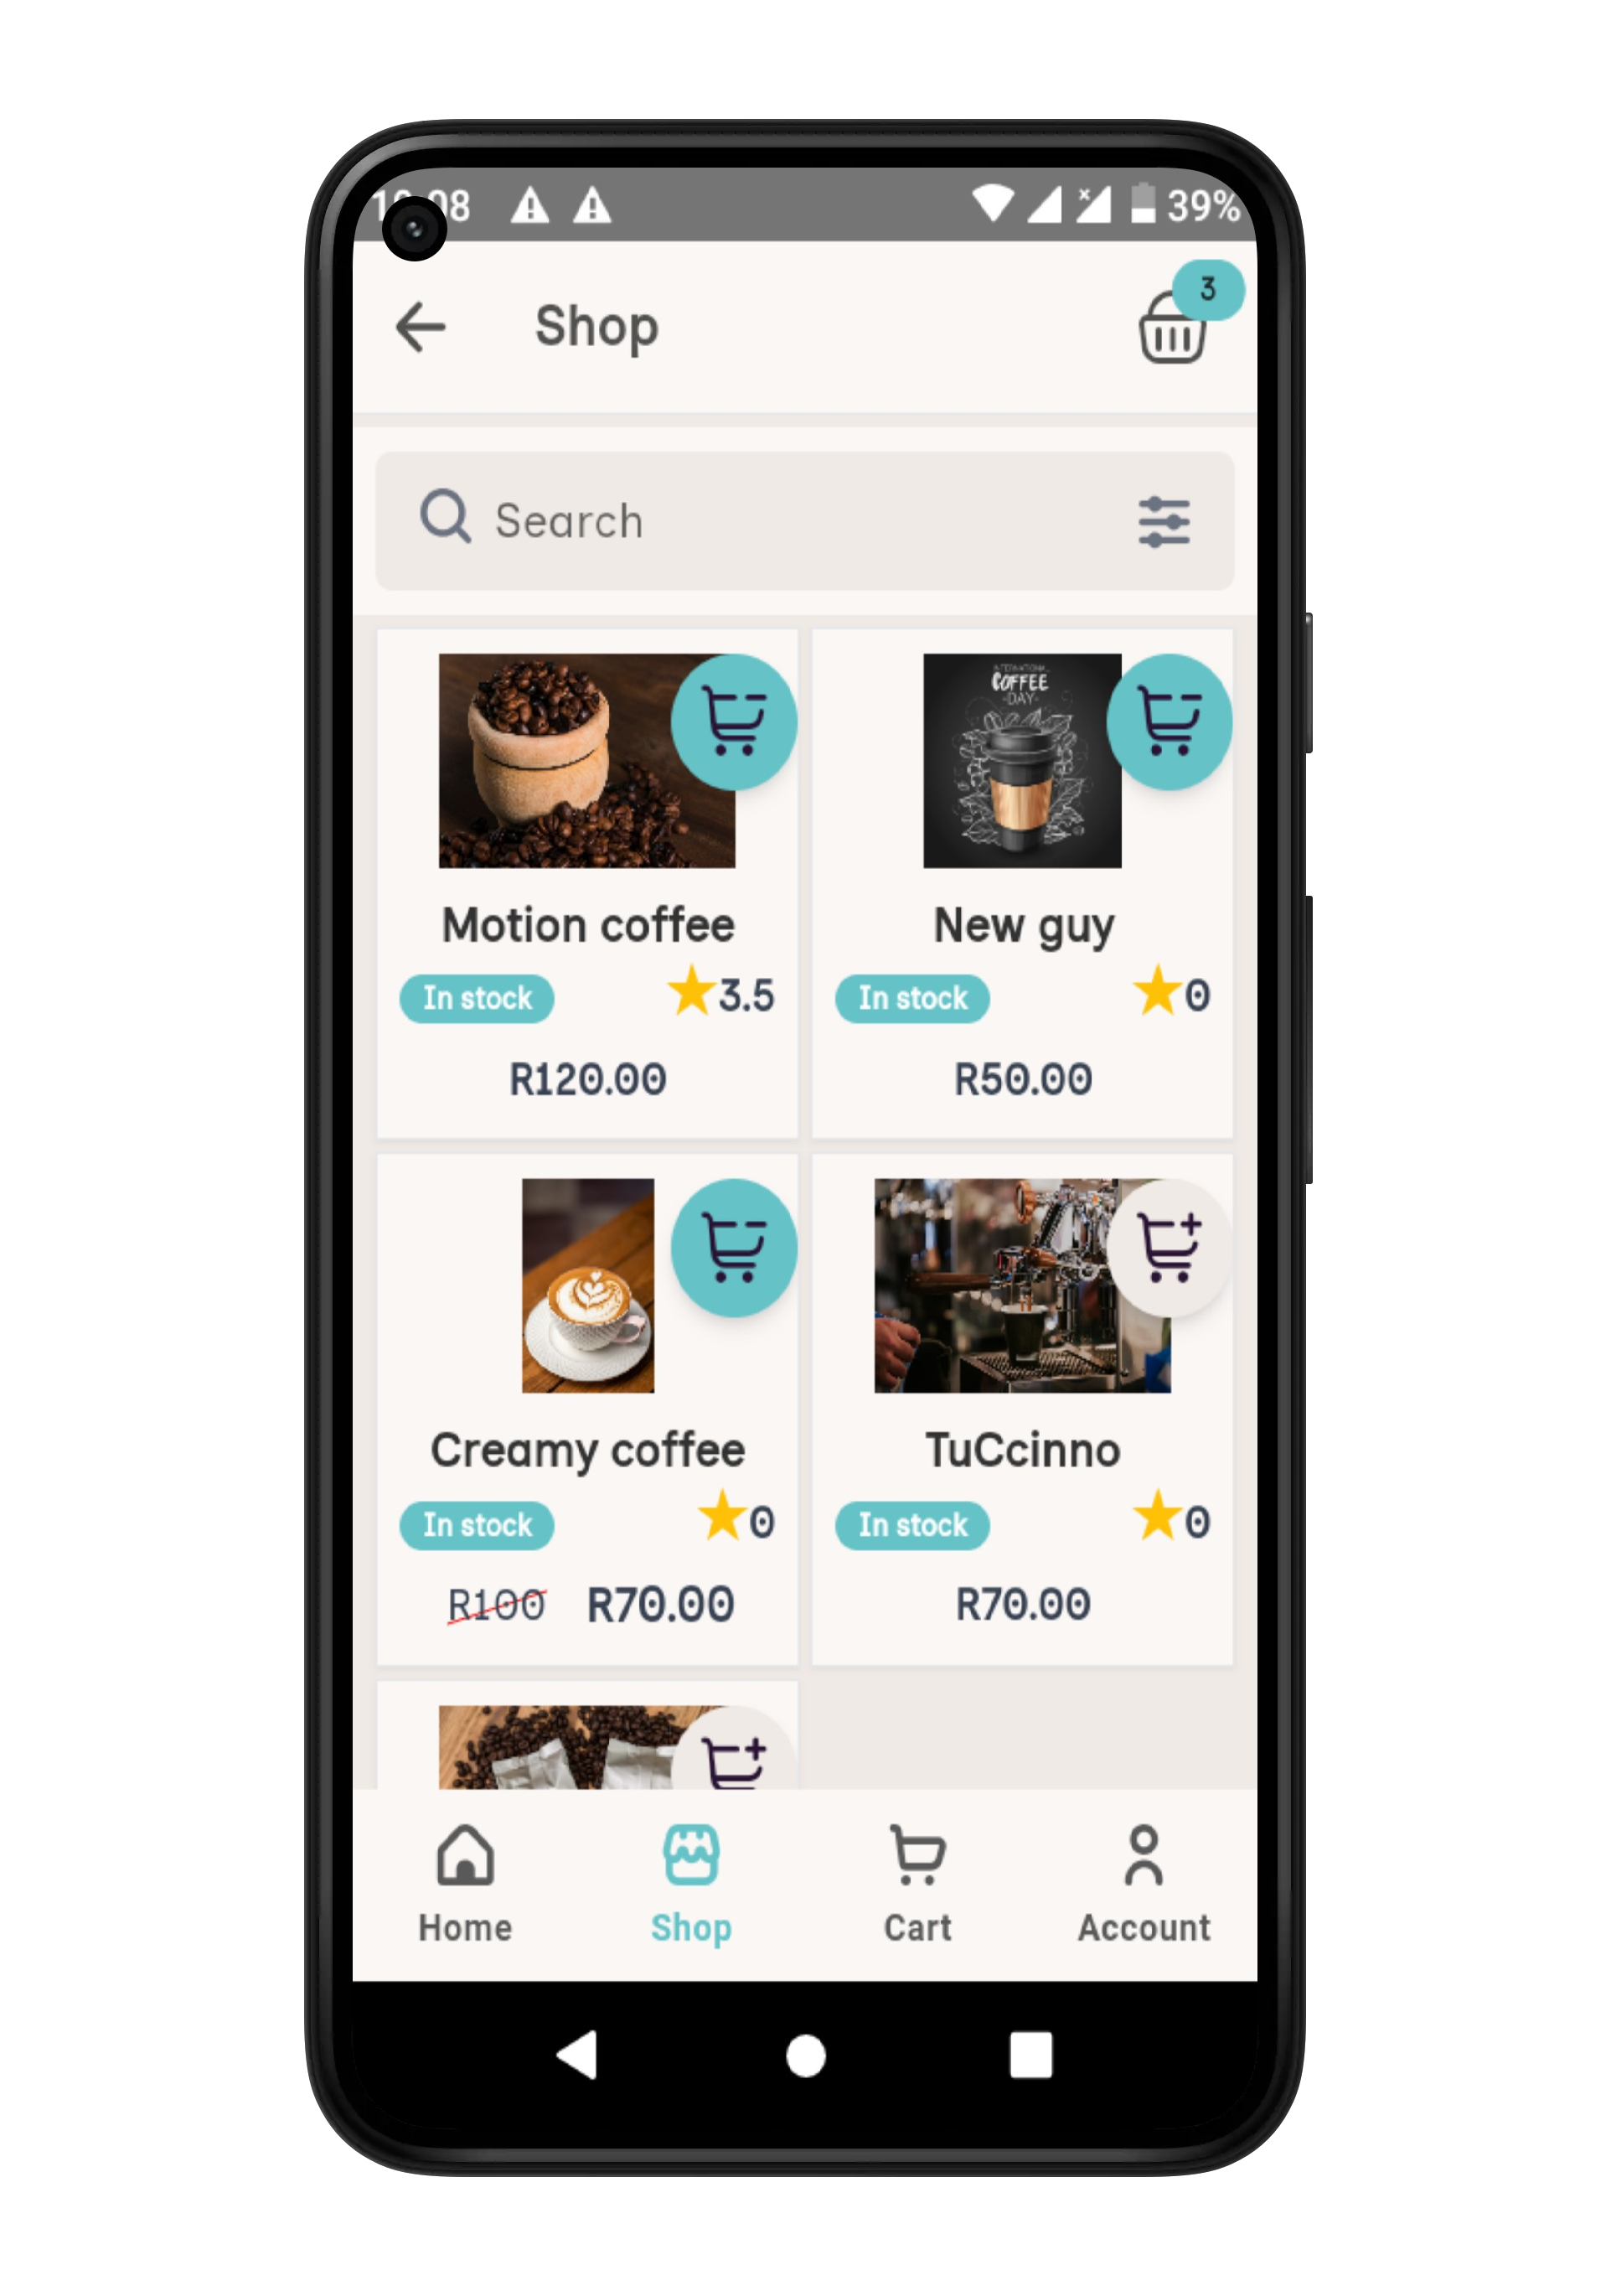 08 39%
3
Shop
Search
COFFEE
DAY
Motion coffee New guy
In stock 3.5 In stock 0
R120.00 R50.00
Creamy coffee TuCcinno
In stock 0 In stock 0
R100 R70.00 R70.00
Home Shop Cart Account